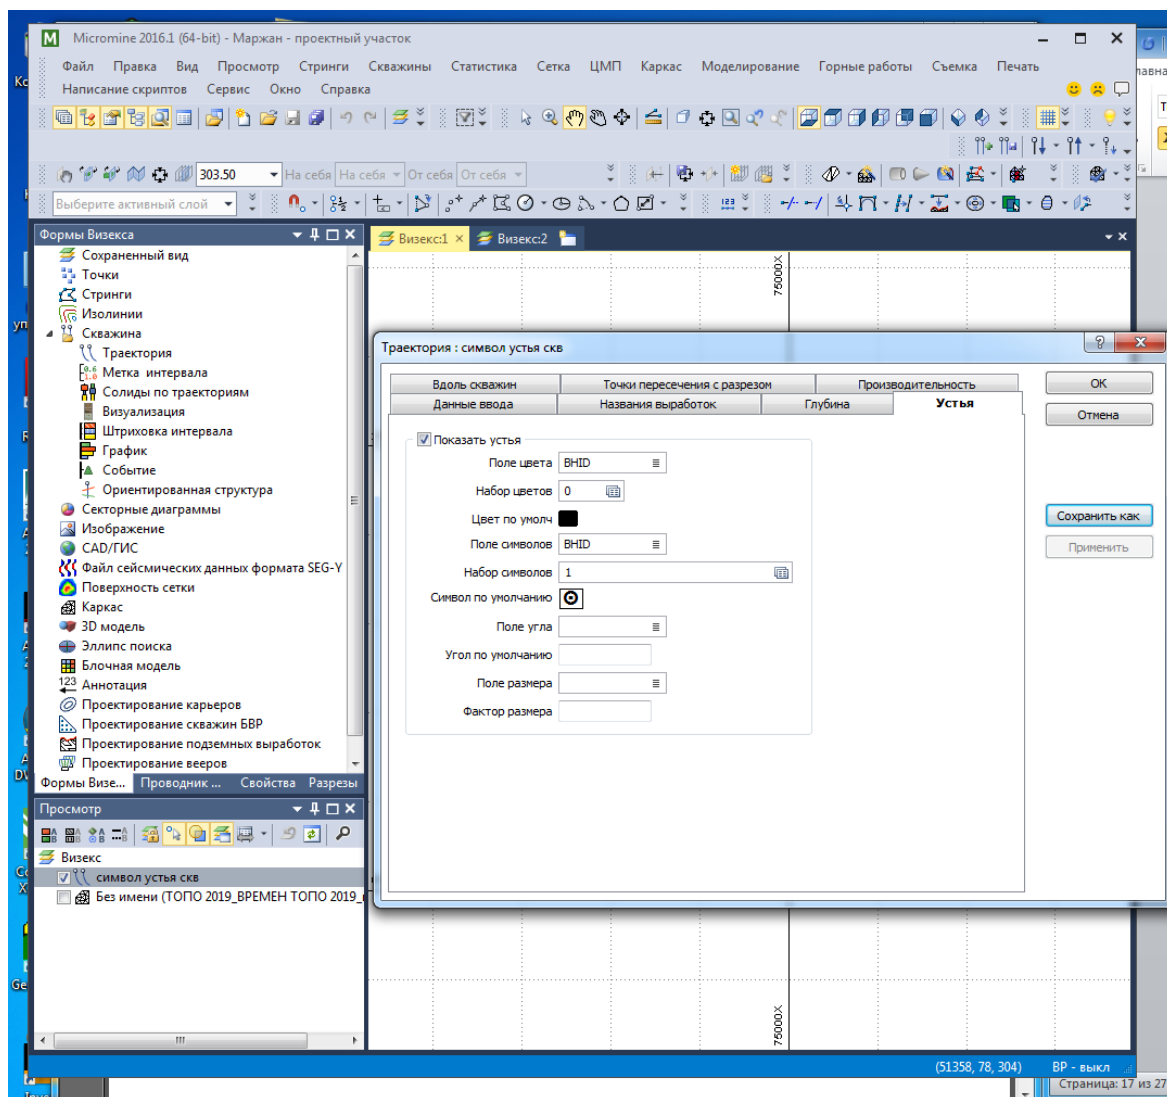 Micromine 2016.1 (64-bit) - Маржан - проектный участок
Файл Правка Вид Просмотр Стринги Скважины Статистика Сетка ЦМП Каркас Моделирование Горные работы Съемка Печать
Написание скриптов Сервис Окно Справка
303.50 На себя На себя От себя От себя
Выберите активный слой
Формы Визекса
Визекс:1
Визекс:2
Сохраненный вид
Точки
Стринги
Изолинии
Скважина
Траектория
Метка интервала
Солиды по траекториям
Визуализация
Штриховка интервала
График
Событие
Ориентированная структура
Секторные диаграммы
Изображение
CAD/ГИС
Файл сейсмических данных формата SEG-Y
Поверхность сетки
Каркас
3D модель
Эллипс поиска
Блочная модель
123 Аннотация
Проектирование карьеров
Проектирование скважин БВР
Проектирование подземных выработок
Проектирование вееров
Формы Визе... Проводник ... Свойства Разрезы
Просмотр
Визекс
символ устья скв
Без имени (ТОПО 2019_ВРЕМЕН ТОПО 2019_
75000X
Траектория : символ устья скв
Вдоль скважин Точки пересечения с разрезом Производительность
Данные ввода Названия выработок Глубина Устья
Показать устья
Поле цвета BHID
Набор цветов 0
Цвет по умолч
Поле символов BHID
Набор символов 1
Символ по умолчанию
Поле угла
Угол по умолчанию
Поле размера
Фактор размера
OK
Отмена
Сохранить как
Применить
75000X
(51358, 78, 304) ВР - выкл
Страница: 17 из 27